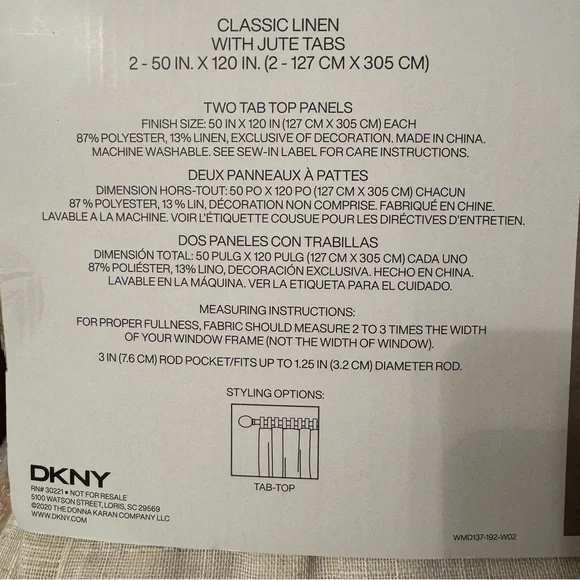 CLASSIC LINEN
WITH JUTE TABS
2 - 50 IN. X 120 IN. (2 - 127 CM X 305 CM)
TWO TAB TOP PANELS
FINISH SIZE: 50 IN X 120 IN (127 CM X 305 CM) EACH
87% POLYESTER, 13% LINEN, EXCLUSIVE OF DECORATION. MADE IN CHINA.
MACHINE WASHABLE. SEE SEW-IN LABEL FOR CARE INSTRUCTIONS.
DEUX PANNEAUX À PATTES
DIMENSION HORS-TOUT: 50 PO X 120 PO (127 CM X 305 CM) CHACUN
87 % POLYESTER, 13 % LIN, DÉCORATION NON COMPRISE. FABRIQUÉ EN CHINE.
LAVABLE A LA MACHINE. VOIR L'ÉTIQUETTE COUSUE POUR LES DIRÉCTIVES D'ENTRETIEN.
DOS PANELES CON TRABILLAS
DIMENSIÓN TOTAL: 50 PULG X 120 PULG (127 CM X 305 CM) CADA UNO
87% POLIÉSTER, 13% LINO, DECORACIÓN EXCLUSIVA. HECHO EN CHINA.
LAVABLE EN LA MÁQUINA. VER LA ETIQUETA PARA EL CUIDADO.
MEASURING INSTRUCTIONS:
FOR PROPER FULLNESS, FABRIC SHOULD MEASURE 2 TO 3 TIMES THE WIDTH
OF YOUR WINDOW FRAME (NOT THE WIDTH OF WINDOW).
3 IN (7.6 CM) ROD POCKET/FITS UP TO 1.25 IN (3.2 CM) DIAMETER ROD.
STYLING OPTIONS:
TAB-TOP
DKNY
RN# 30221 ■ NOT FOR RESALE
5100 WATSON STREET, LORIS, SC 29569
©2020 THE DONNA KARAN COMPANY LLC
WWW.DKNY.COM
WMD137-192-W02